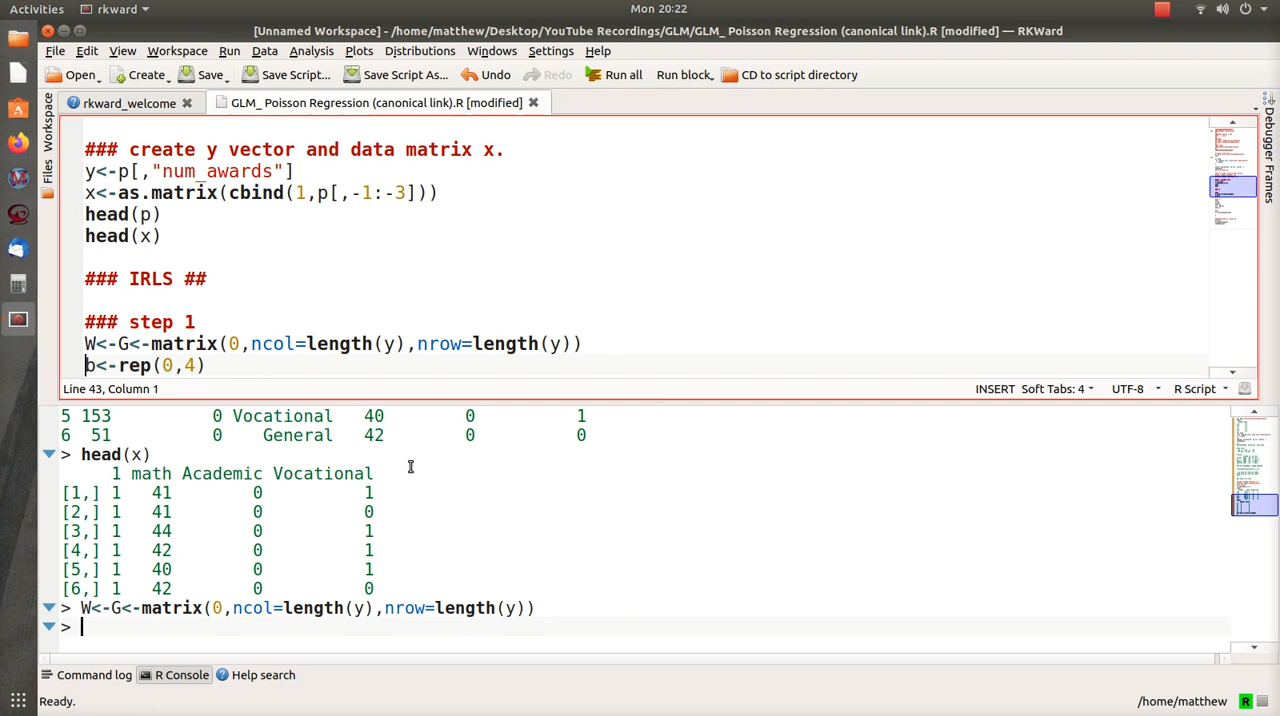 Activities rkward Mon 20:22
[Unnamed Workspace] - /home/matthew/Desktop/YouTube Recordings/GLM/GLM_ Poisson Regression (canonical link).R [modified] — RKWard
File Edit View Workspace Run Data Analysis Plots Distributions Windows Settings Help
Open Create Save Save Script... Save Script As... Undo Redo Run all Run block CD to script directory
rkward_welcome GLM_ Poisson Regression (canonical link).R [modified]
Workspace
Files
Debugger Frames
### create y vector and data matrix x.
y<-p[,"num_awards"]
x<-as.matrix(cbind(1,p[,-1:-3]))
head(p)
head(x)
### IRLS ##
### step 1
W<-G<-matrix(0,ncol=length(y),nrow=length(y))
b<-rep(0,4)
Line 43, Column 1 INSERT Soft Tabs: 4 UTF-8 R Script
5 153 0 Vocational 40 0 1
6 51 0 General 42 0 0
> head(x)
1 math Academic Vocational
[1,] 1 41 0 1
[2,] 1 41 0 0
[3,] 1 44 0 1
[4,] 1 42 0 1
[5,] 1 40 0 1
[6,] 1 42 0 0
> W<-G<-matrix(0,ncol=length(y),nrow=length(y))
>
Command log R Console Help search
Ready. /home/matthew R